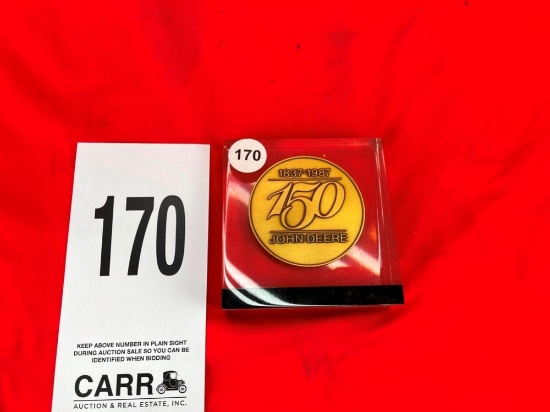 170
KEEP ABOVE NUMBER IN PLAIN SIGHT
DURING AUCTION SALE SO YOU CAN BE
IDENTIFIED WHEN BIDDING
CARR
AUCTION & REAL ESTATE, INC.
170
1837-1987
150
JOHN DEERE